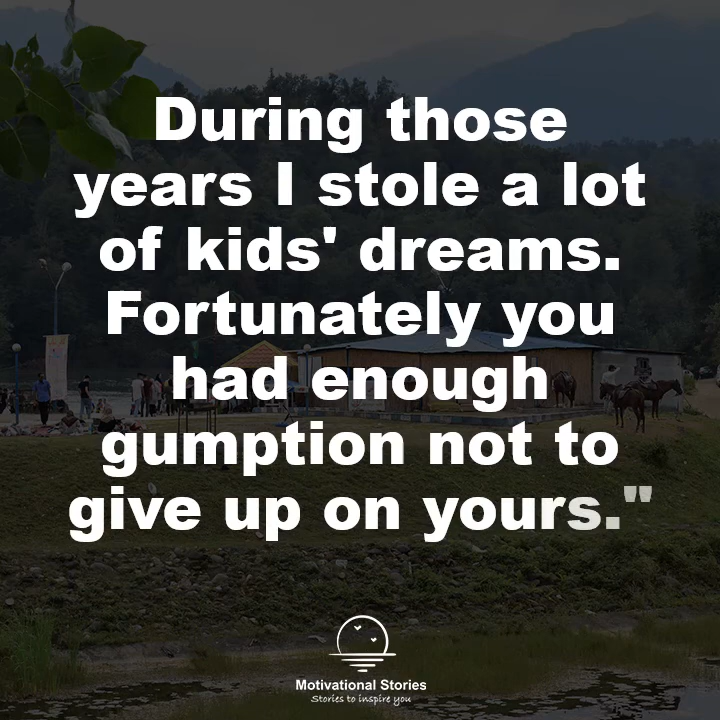 During those
years I stole a lot
of kids' dreams.
Fortunately you
had enough
gumption not to
give up on yours."
Motivational Stories
Stories to inspire you